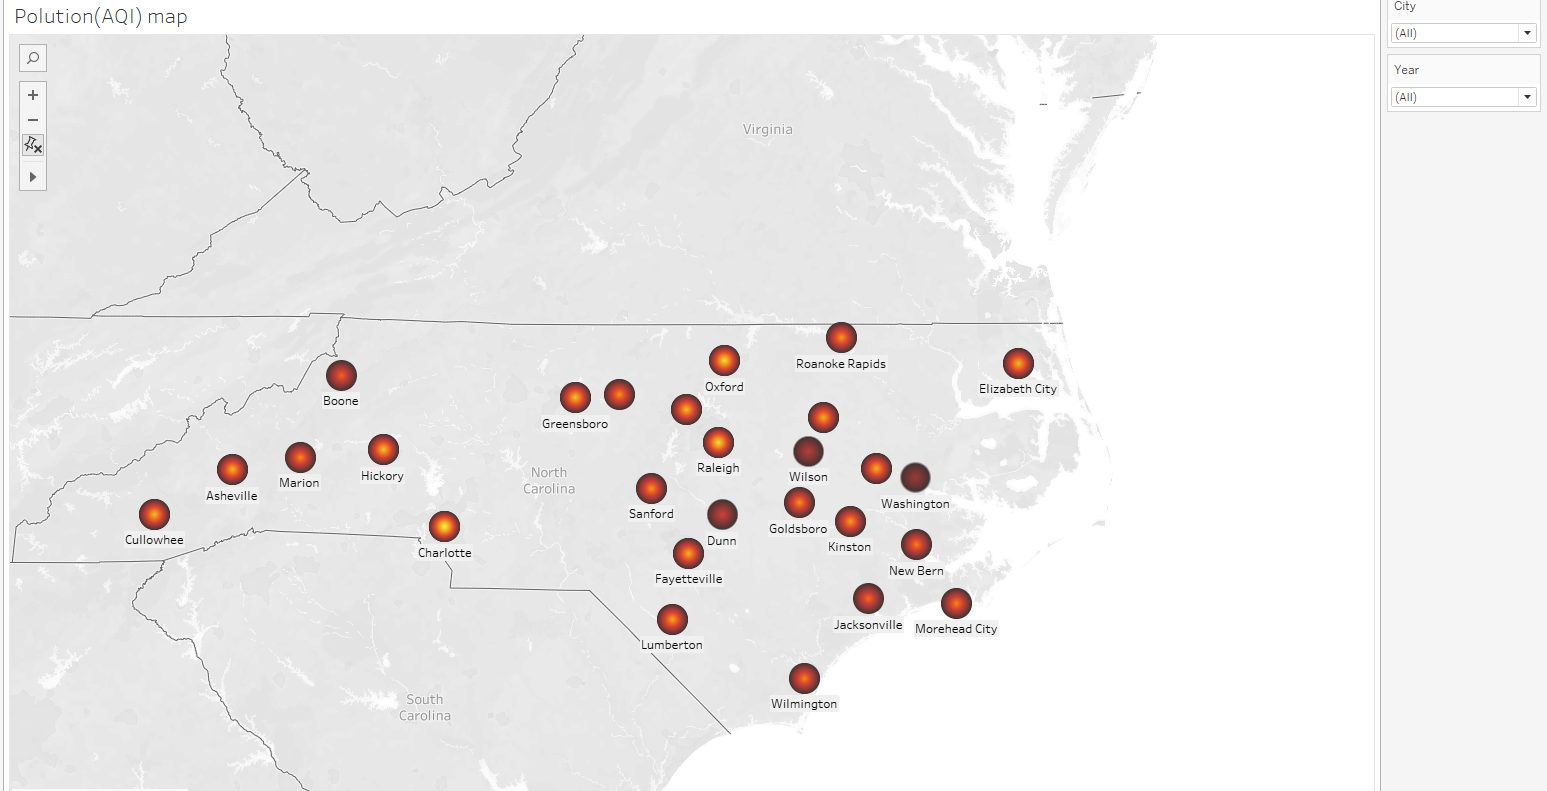 Polution(AQI) map
City
(All)
Year
(All)
Virginia
Roanoke Rapids
Oxford
Elizabeth City
Boone
Greensboro
Raleigh
Hickory
Wilson
Marion
North
Carolina
Asheville
Washington
Sanford
Goldsboro
Cullowhee
Dunn
Kinston
Charlotte
New Bern
Fayetteville
Jacksonville
Morehead City
Lumberton
Wilmington
South
Carolina